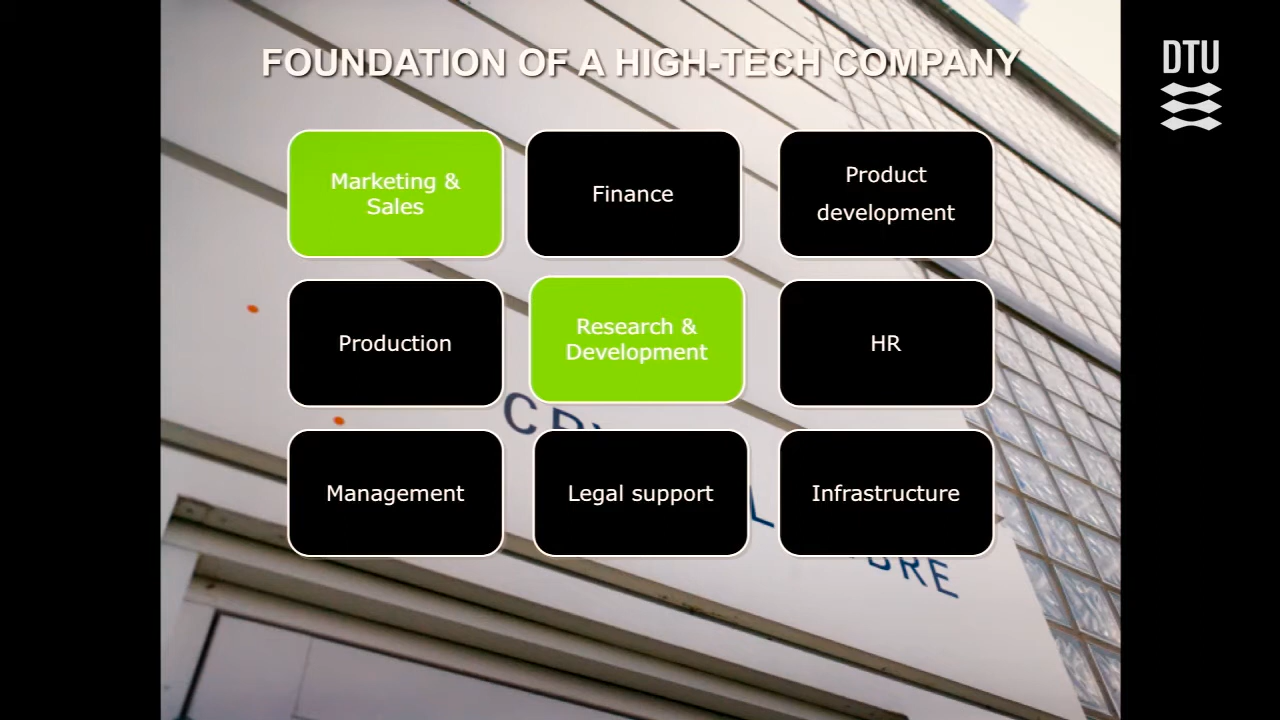 FOUNDATION OF A HIGH-TECH COMPANY
DTU
Marketing &
Sales
Finance
Product
development
Production
Research &
Development
HR
Management
Legal support
Infrastructure